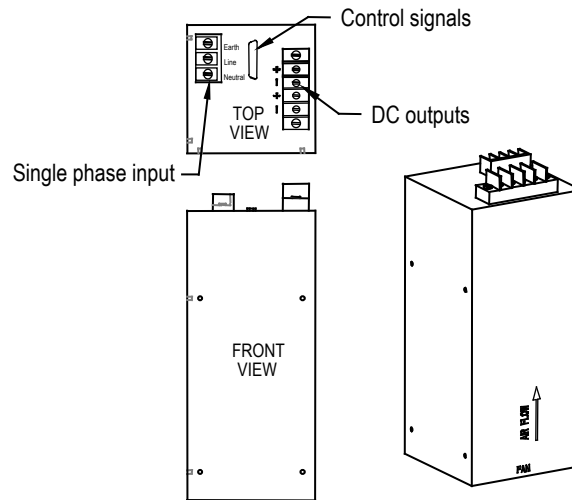 Control signals
Earth
Line
Neutral
+
−
+
−
TOP
VIEW
DC outputs
Single phase input
FRONT
VIEW
AIR FLOW
FAN